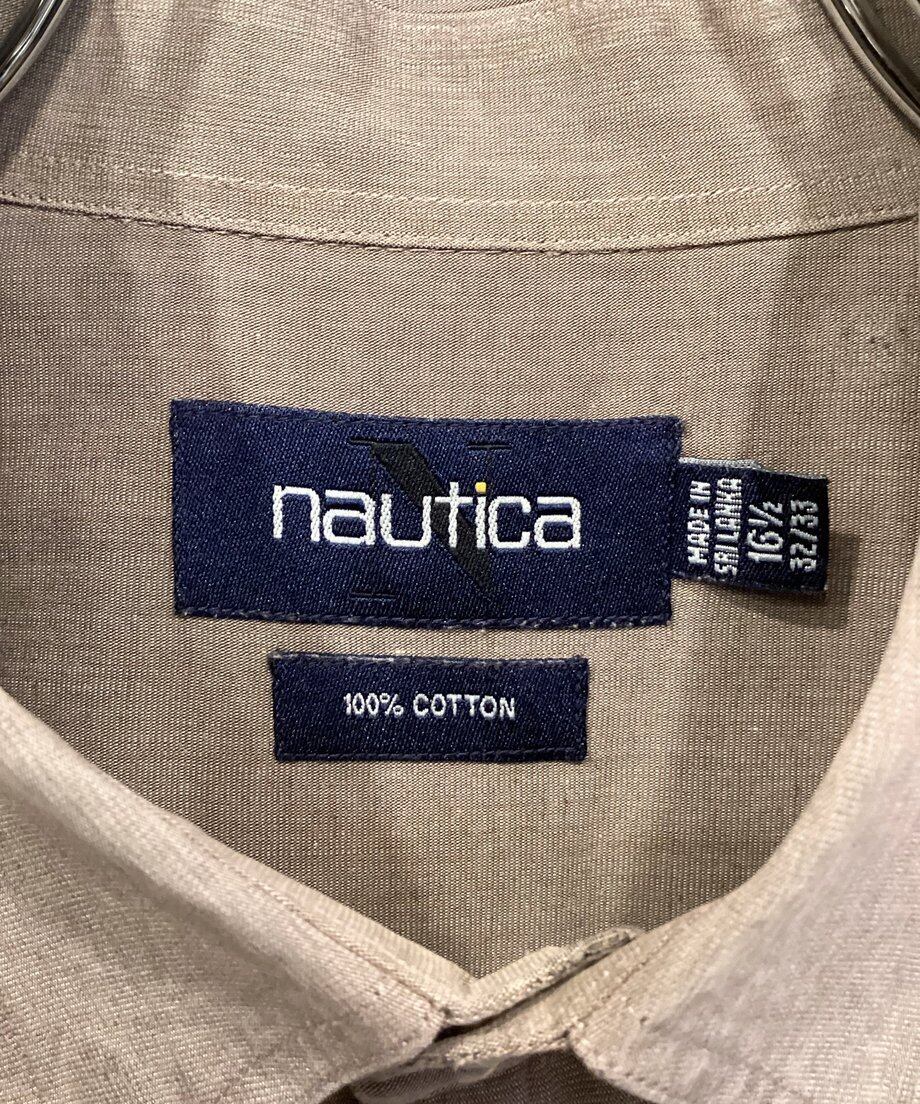 nautica
MADE IN
SRI LANKA
16½
32/33
100% COTTON